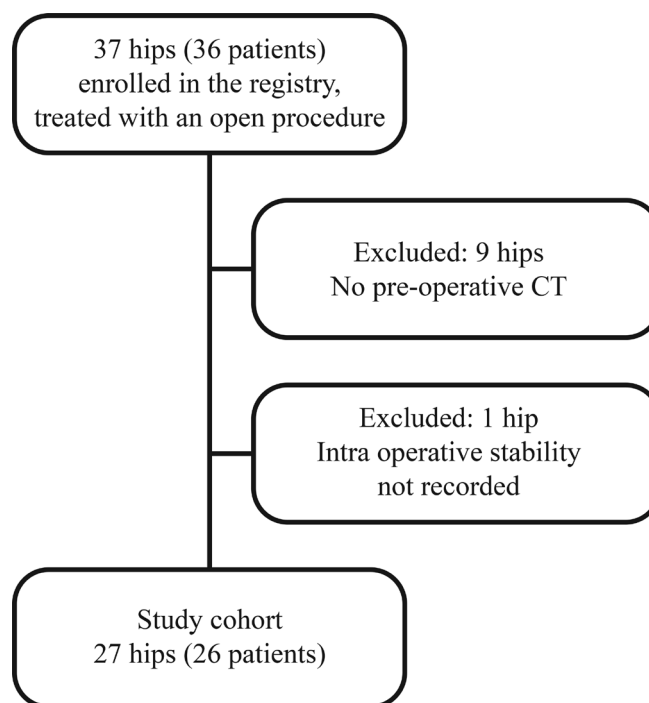 37 hips (36 patients)
enrolled in the registry,
treated with an open procedure
Excluded: 9 hips
No pre-operative CT
Excluded: 1 hip
Intra operative stability
not recorded
Study cohort
27 hips (26 patients)